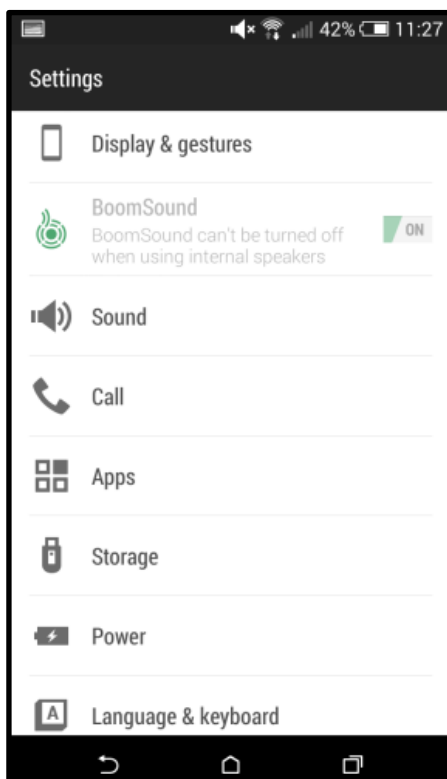 42% 11:27
Settings
Display & gestures
BoomSound
BoomSound can't be turned off
when using internal speakers
ON
Sound
Call
Apps
Storage
Power
A Language & keyboard